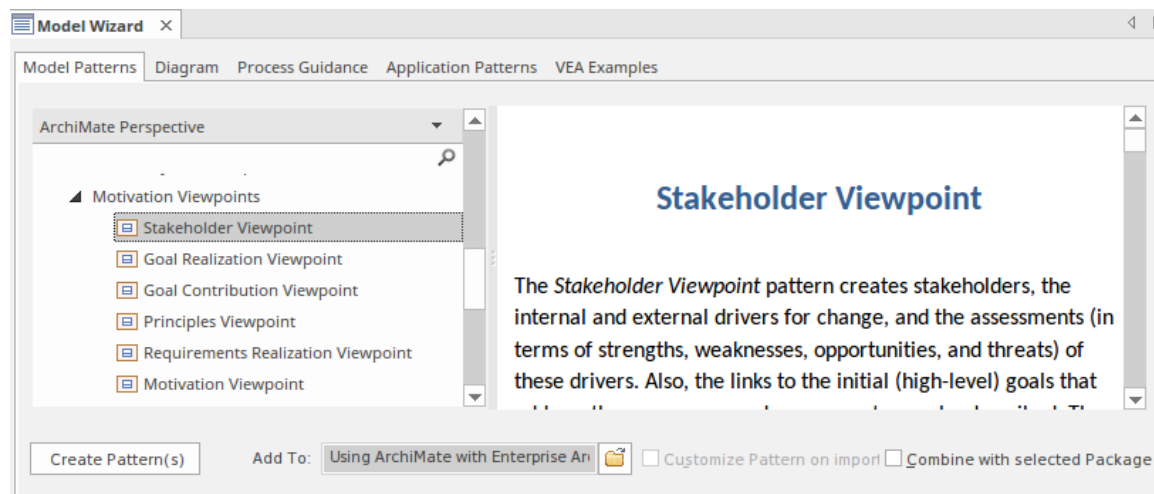 Model Wizard
Model Patterns Diagram Process Guidance Application Patterns VEA Examples
ArchiMate Perspective
Motivation Viewpoints
Stakeholder Viewpoint
Goal Realization Viewpoint
Goal Contribution Viewpoint
Principles Viewpoint
Requirements Realization Viewpoint
Motivation Viewpoint
Stakeholder Viewpoint
The Stakeholder Viewpoint pattern creates stakeholders, the
internal and external drivers for change, and the assessments (in
terms of strengths, weaknesses, opportunities, and threats) of
these drivers. Also, the links to the initial (high-level) goals that
Create Pattern(s) Add To: Using ArchiMate with Enterprise Customize Pattern on import Combine with selected Package